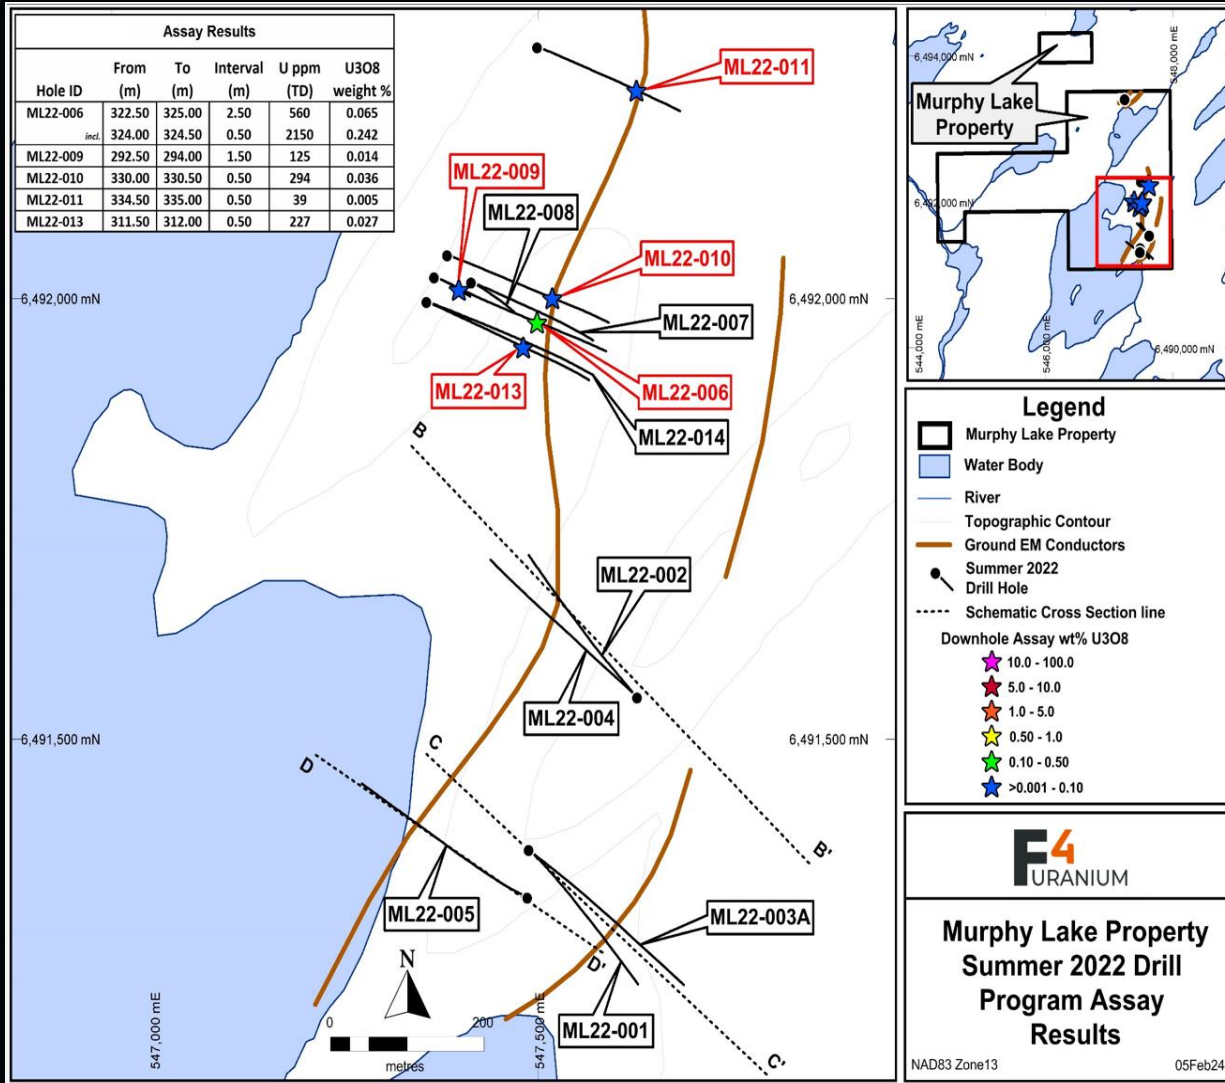 Assay Results
Hole ID From (m) To (m) Interval (m) U ppm (TD) U3O8 weight %
ML22-006 322.50 325.00 2.50 560 0.065
incl. 324.00 324.50 0.50 2150 0.242
ML22-009 292.50 294.00 1.50 125 0.014
ML22-010 330.00 330.50 0.50 294 0.036
ML22-011 334.50 335.00 0.50 39 0.005
ML22-013 311.50 312.00 0.50 227 0.027
ML22-011
ML22-009
ML22-008
ML22-010
6,492,000 mN
6,492,000 mN
ML22-007
ML22-013
ML22-006
ML22-014
B
ML22-002
ML22-004
6,491,500 mN
6,491,500 mN
C
D
B'
ML22-005
ML22-003A
D'
ML22-001
C'
N
0 200
metres
547,000 mE
547,500 mE
6,494,000 mN
548,000 mE
Murphy Lake
Property
6,492,000 mN
544,000 mE
546,000 mE
6,490,000 mN
Legend
Murphy Lake Property
Water Body
River
Topographic Contour
Ground EM Conductors
Summer 2022
Drill Hole
Schematic Cross Section line
Downhole Assay wt% U3O8
10.0 - 100.0
5.0 - 10.0
1.0 - 5.0
0.50 - 1.0
0.10 - 0.50
>0.001 - 0.10
F4
URANIUM
Murphy Lake Property
Summer 2022 Drill
Program Assay
Results
NAD83 Zone13
05Feb24